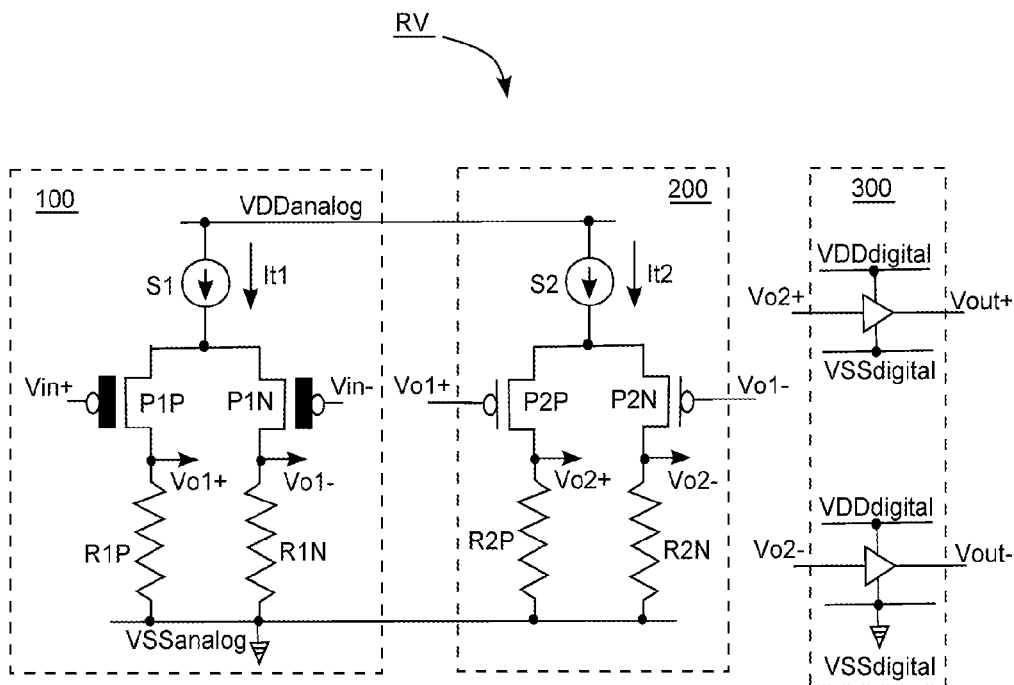 RV
100
200
300
VDDanalog
VDDdigital
S1
It1
S2
It2
Vo2+
Vout+
VSSdigital
Vin+
P1P
P1N
Vin-
Vo1+
P2P
P2N
Vo1-
Vo1+
Vo1-
Vo2+
Vo2-
VDDdigital
R1P
R1N
R2P
R2N
Vo2-
Vout-
VSSanalog
VSSdigital